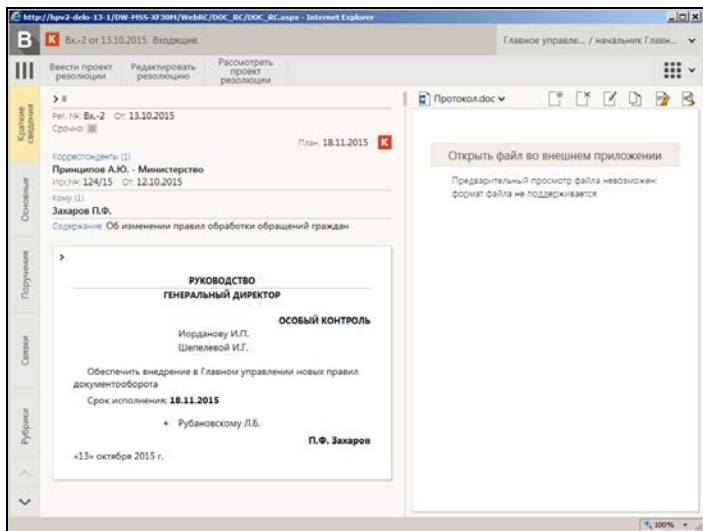 http://hpv2-delo-13-1/DW-MSS-XF30H/WebRC/DOC_RC/DOC_RC.aspx - Internet Explorer
В К Вх.-2 от 13.10.2015 Входящие. Главное управле... / начальник Главн...
Ввести проект резолюции
Редактировать резолюцию
Рассмотреть проект резолюции
Краткие сведения
Основные
Поручения
Связки
Рубрики
Рег. №: Вх.-2 От: 13.10.2015
Срочно:
План: 18.11.2015 К
Корреспонденты (1)
Принципов А.Ю. - Министерство
Исх.№: 124/15 От: 12.10.2015
Кому (1)
Захаров П.Ф.
Содержание: Об изменении правил обработки обращений граждан
РУКОВОДСТВО
ГЕНЕРАЛЬНЫЙ ДИРЕКТОР
ОСОБЫЙ КОНТРОЛЬ
Иорданову И.П.
Шепелевой И.Г.
Обеспечить внедрение в Главном управлении новых правил
документооборота
Срок исполнения: 18.11.2015
+ Рубановскому Л.Б.
П.Ф. Захаров
«13» октября 2015 г.
Протокол.doc
Открыть файл во внешнем приложении
Предварительный просмотр файла невозможен:
формат файла не поддерживается.
100%